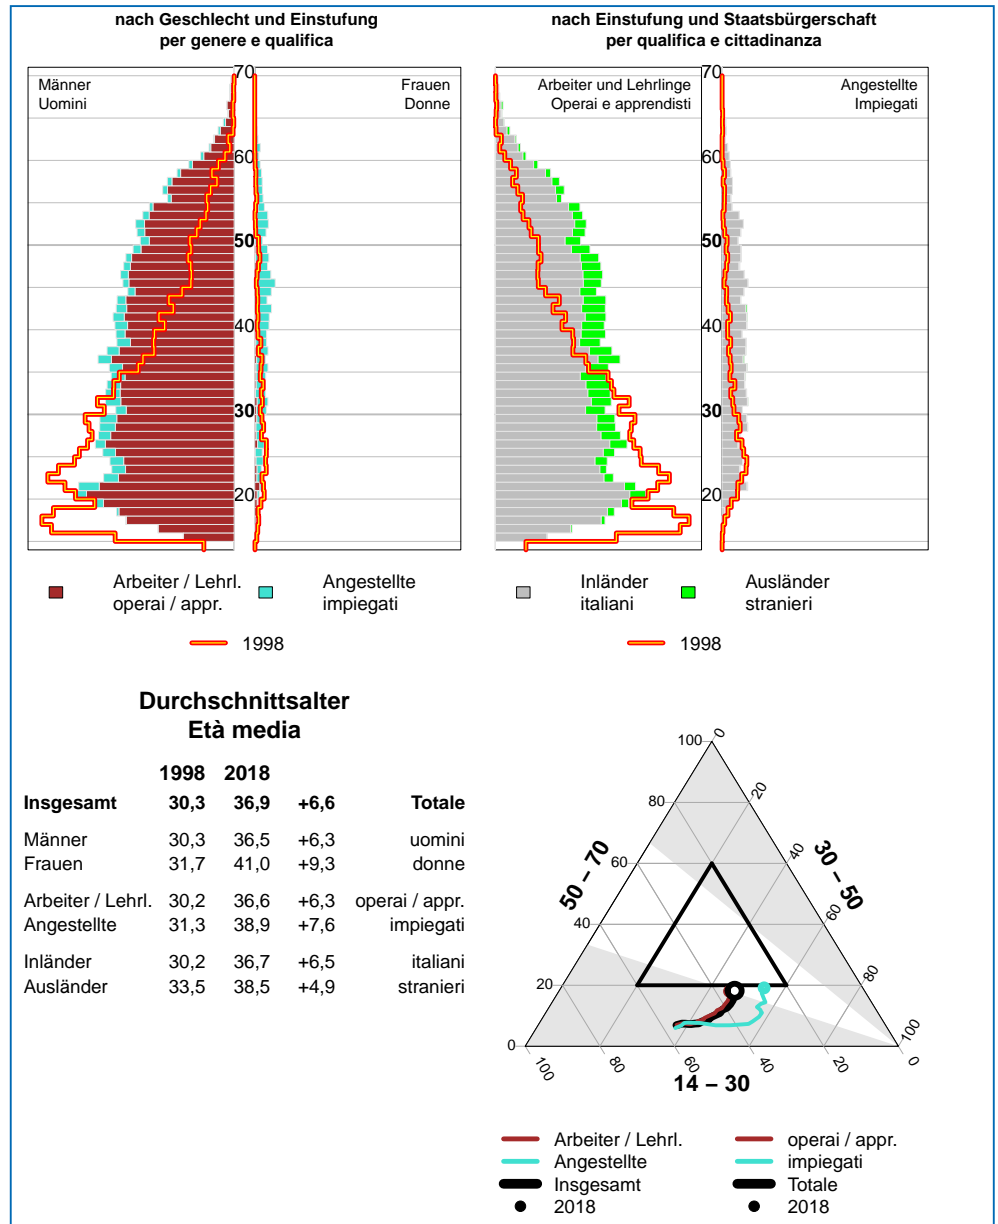 nach Geschlecht und Einstufung
per genere e qualifica
nach Einstufung und Staatsbürgerschaft
per qualifica e cittadinanza
Männer
Uomini
70
Frauen
Donne
60
50
40
30
20
Arbeiter und Lehrlinge
Operai e apprendisti
70
Angestellte
Impiegati
60
50
40
30
20
Arbeiter / Lehrl.
operai / appr.
Angestellte
impiegati
1998
Inländer
italiani
Ausländer
stranieri
1998
Durchschnittsalter
Età media
1998 2018
Insgesamt 30,3 36,9 +6,6 Totale
Männer 30,3 36,5 +6,3 uomini
Frauen 31,7 41,0 +9,3 donne
Arbeiter / Lehrl. 30,2 36,6 +6,3 operai / appr.
Angestellte 31,3 38,9 +7,6 impiegati
Inländer 30,2 36,7 +6,5 italiani
Ausländer 33,5 38,5 +4,9 stranieri
100 0
80 20
60 40
40 60
20 80
0 100
50 – 70
30 – 50
100 80 60 40 20 0
14 – 30
Arbeiter / Lehrl. operai / appr.
Angestellte impiegati
Insgesamt Totale
2018 2018